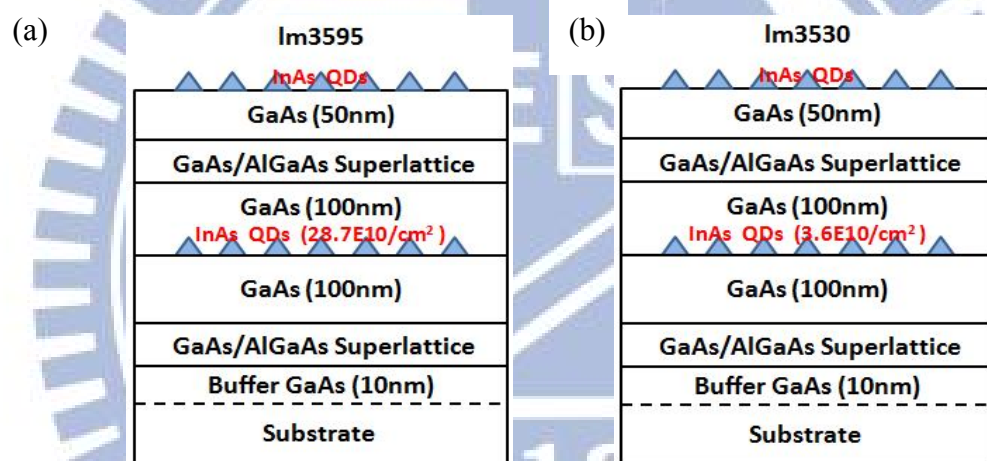 (a)
lm3595
InAs QDs
GaAs (50nm)
GaAs/AlGaAs Superlattice
GaAs (100nm)
InAs QDs (28.7E10/cm²)
GaAs (100nm)
GaAs/AlGaAs Superlattice
Buffer GaAs (10nm)
Substrate
(b)
lm3530
InAs QDs
GaAs (50nm)
GaAs/AlGaAs Superlattice
GaAs (100nm)
InAs QDs (3.6E10/cm²)
GaAs (100nm)
GaAs/AlGaAs Superlattice
Buffer GaAs (10nm)
Substrate